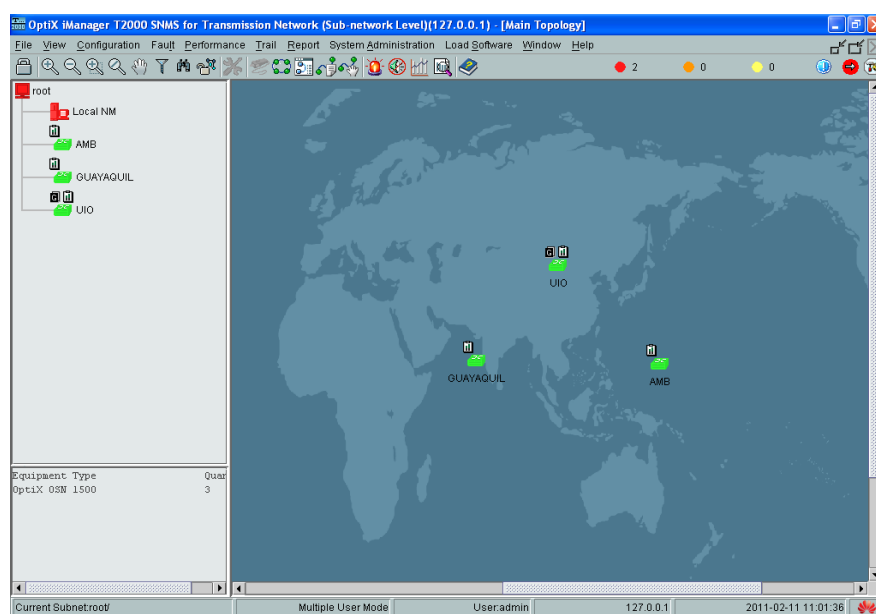 OptiX iManager T2000 SNMS for Transmission Network (Sub-network Level)(127.0.0.1) - [Main Topology]
File View Configuration Fault Performance Trail Report System Administration Load Software Window Help
2 0 0
root
Local NM
AMB
GUAYAQUIL
UIO
UIO
GUAYAQUIL
AMB
Equipment Type Quar
OptiX OSN 1500 3
Current Subnet:root/ Multiple User Mode User:admin 127.0.0.1 2011-02-11 11:01:36